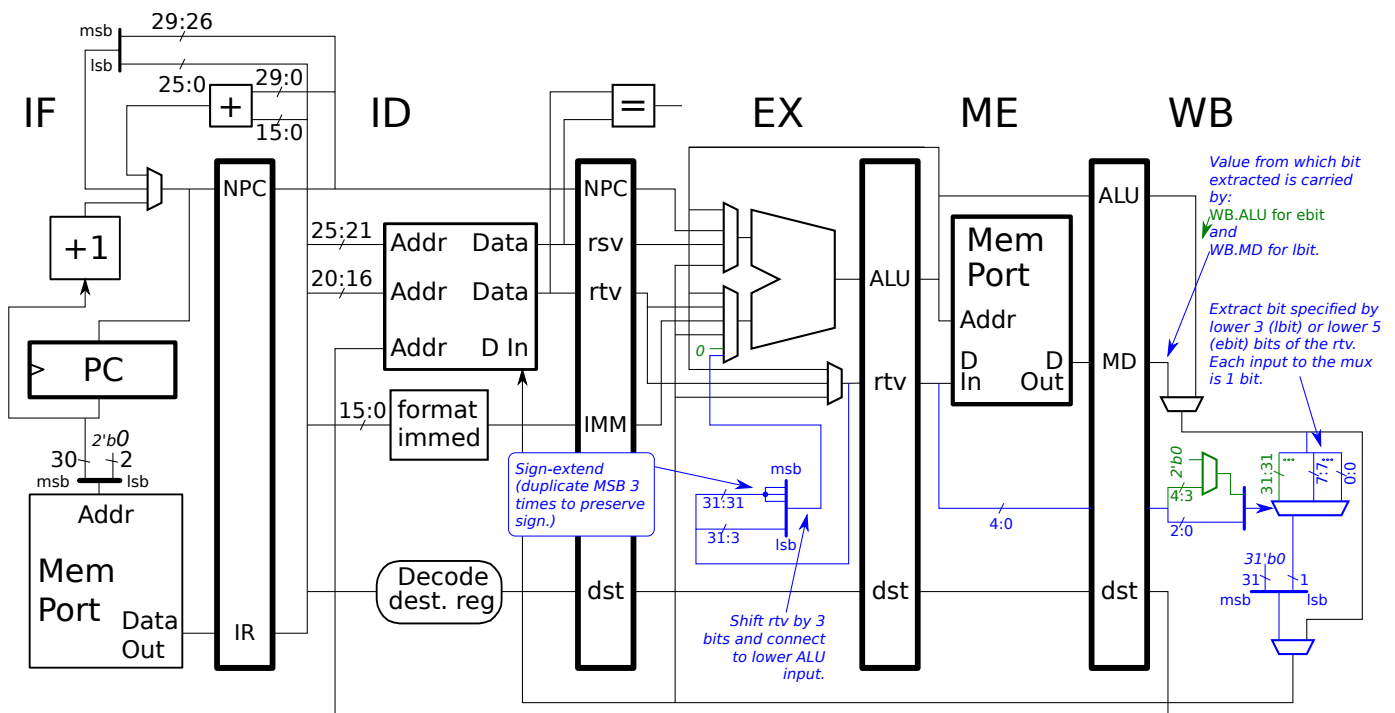 29:26
msb
lsb
25:0
29:0
15:0
+
=
IF
ID
EX
ME
WB
NPC
NPC
ALU
+1
25:21
20:16
Addr
Data
Addr
Data
Addr
D In
rsv
rtv
ALU
Mem
Port
Addr
D
In
D
Out
MD
rtv
0
PC
2'b0
30
2
msb
lsb
Addr
Mem
Port
Data
Out
IR
15:0
format
immed
IMM
Sign-extend
(duplicate MSB 3
times to preserve
sign.)
msb
31:31
31:3
lsb
Shift rtv by 3
bits and connect
to lower ALU
input.
Decode
dest. reg
dst
dst
dst
4:0
Value from which bit
extracted is carried
by:
WB.ALU for ebit
and
WB.MD for lbit.
Extract bit specified by
lower 3 (lbit) or lower 5
(ebit) bits of the rtv.
Each input to the mux
is 1 bit.
2'b0
4:3
2:0
31:31
7:7
0:0
31'b0
31
1
msb
lsb